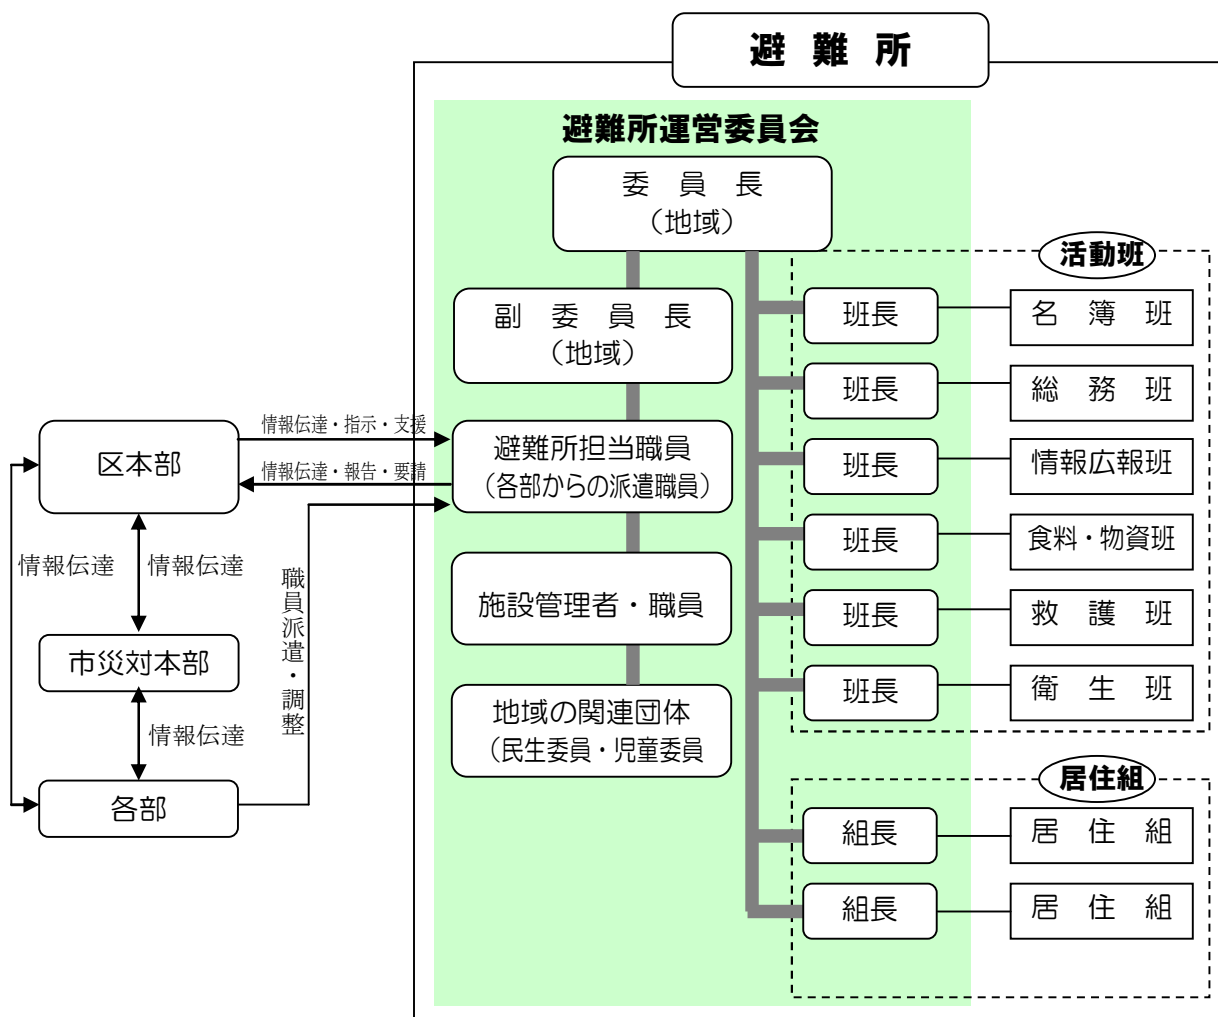 避難所
避難所運営委員会
委員長
（地域）
副委員長
（地域）
避難所担当職員
（各部からの派遣職員）
施設管理者・職員
地域の関連団体
（民生委員・児童委員
活動班
班長
名簿班
班長
総務班
班長
情報広報班
班長
食料・物資班
班長
救護班
班長
衛生班
居住組
組長
居住組
組長
居住組
区本部
情報伝達・指示・支援
情報伝達・報告・要請
情報伝達
情報伝達
職員派遣・調整
市災対本部
情報伝達
各部